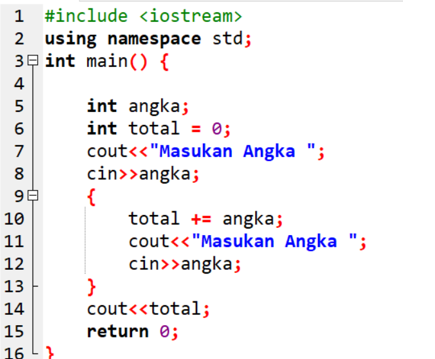 1 #include <iostream>
2 using namespace std;
3 int main() {
4
5 int angka;
6 int total = 0;
7 cout<<"Masukan Angka ";
8 cin>>angka;
9 {
10 total += angka;
11 cout<<"Masukan Angka ";
12 cin>>angka;
13 }
14 cout<<total;
15 return 0;
16 }